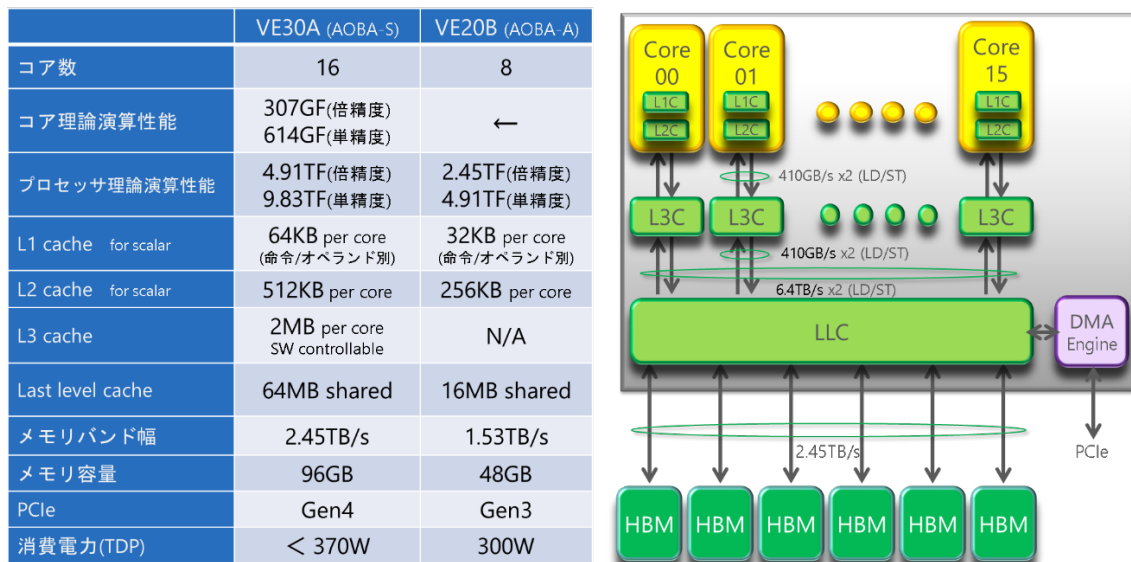 VE30A (AOBA-S) VE20B (AOBA-A)
コア数 16 8
コア理論演算性能 307GF(倍精度) ←
614GF(単精度)
プロセッサ理論演算性能 4.91TF(倍精度) 2.45TF(倍精度)
9.83TF(単精度) 4.91TF(単精度)
L1 cache for scalar 64KB per core 32KB per core
(命令/オペランド別) (命令/オペランド別)
L2 cache for scalar 512KB per core 256KB per core
L3 cache 2MB per core N/A
SW controllable
Last level cache 64MB shared 16MB shared
メモリバンド幅 2.45TB/s 1.53TB/s
メモリ容量 96GB 48GB
PCIe Gen4 Gen3
消費電力(TDP) < 370W 300W
Core Core Core
00 01 15
L1C L1C L1C
L2C L2C L2C
410GB/s x2 (LD/ST)
L3C L3C L3C
410GB/s x2 (LD/ST)
6.4TB/s x2 (LD/ST)
LLC
DMA
Engine
2.45TB/s
PCIe
HBM HBM HBM HBM HBM HBM